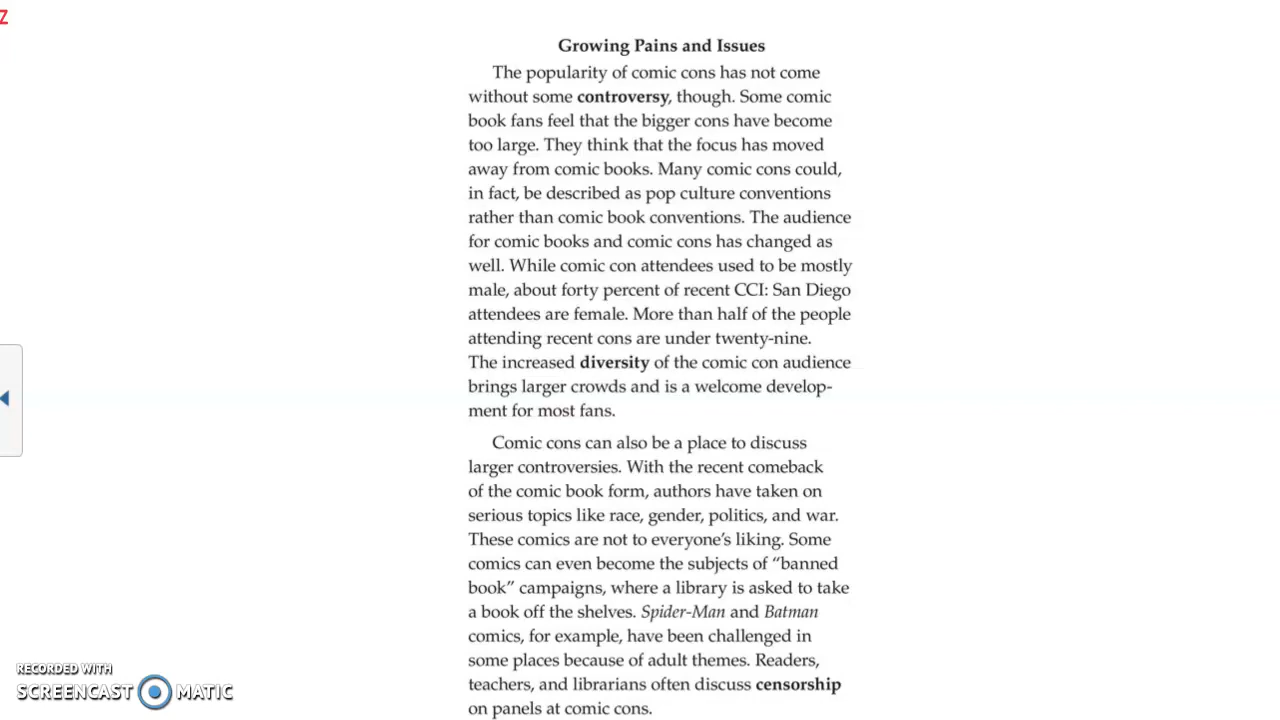 Z
Growing Pains and Issues
The popularity of comic cons has not come
without some controversy, though. Some comic
book fans feel that the bigger cons have become
too large. They think that the focus has moved
away from comic books. Many comic cons could,
in fact, be described as pop culture conventions
rather than comic book conventions. The audience
for comic books and comic cons has changed as
well. While comic con attendees used to be mostly
male, about forty percent of recent CCI: San Diego
attendees are female. More than half of the people
attending recent cons are under twenty-nine.
The increased diversity of the comic con audience
brings larger crowds and is a welcome develop-
ment for most fans.
Comic cons can also be a place to discuss
larger controversies. With the recent comeback
of the comic book form, authors have taken on
serious topics like race, gender, politics, and war.
These comics are not to everyone's liking. Some
comics can even become the subjects of “banned
book” campaigns, where a library is asked to take
a book off the shelves. Spider-Man and Batman
comics, for example, have been challenged in
some places because of adult themes. Readers,
teachers, and librarians often discuss censorship
on panels at comic cons.
RECORDED WITH
SCREENCAST MATIC